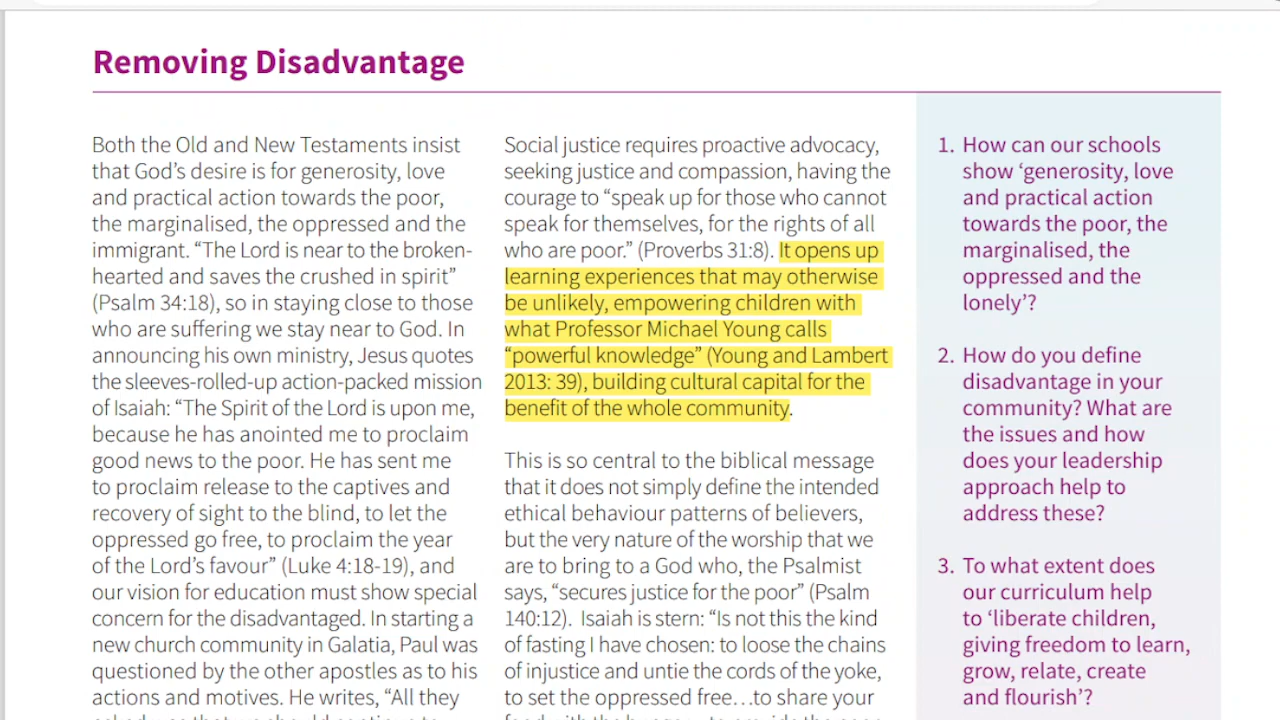 Removing Disadvantage
Both the Old and New Testaments insist
that God’s desire is for generosity, love
and practical action towards the poor,
the marginalised, the oppressed and the
immigrant. “The Lord is near to the broken-
hearted and saves the crushed in spirit”
(Psalm 34:18), so in staying close to those
who are suffering we stay near to God. In
announcing his own ministry, Jesus quotes
the sleeves-rolled-up action-packed mission
of Isaiah: “The Spirit of the Lord is upon me,
because he has anointed me to proclaim
good news to the poor. He has sent me
to proclaim release to the captives and
recovery of sight to the blind, to let the
oppressed go free, to proclaim the year
of the Lord’s favour” (Luke 4:18-19), and
our vision for education must show special
concern for the disadvantaged. In starting a
new church community in Galatia, Paul was
questioned by the other apostles as to his
actions and motives. He writes, “All they
Social justice requires proactive advocacy,
seeking justice and compassion, having the
courage to “speak up for those who cannot
speak for themselves, for the rights of all
who are poor.” (Proverbs 31:8). It opens up
learning experiences that may otherwise
be unlikely, empowering children with
what Professor Michael Young calls
“powerful knowledge” (Young and Lambert
2013: 39), building cultural capital for the
benefit of the whole community.
This is so central to the biblical message
that it does not simply define the intended
ethical behaviour patterns of believers,
but the very nature of the worship that we
are to bring to a God who, the Psalmist
says, “secures justice for the poor” (Psalm
140:12). Isaiah is stern: “Is not this the kind
of fasting I have chosen: to loose the chains
of injustice and untie the cords of the yoke,
to set the oppressed free…to share your
1. How can our schools
show ‘generosity, love
and practical action
towards the poor, the
marginalised, the
oppressed and the
lonely’?
2. How do you define
disadvantage in your
community? What are
the issues and how
does your leadership
approach help to
address these?
3. To what extent does
our curriculum help
to ‘liberate children,
giving freedom to learn,
grow, relate, create
and flourish’?